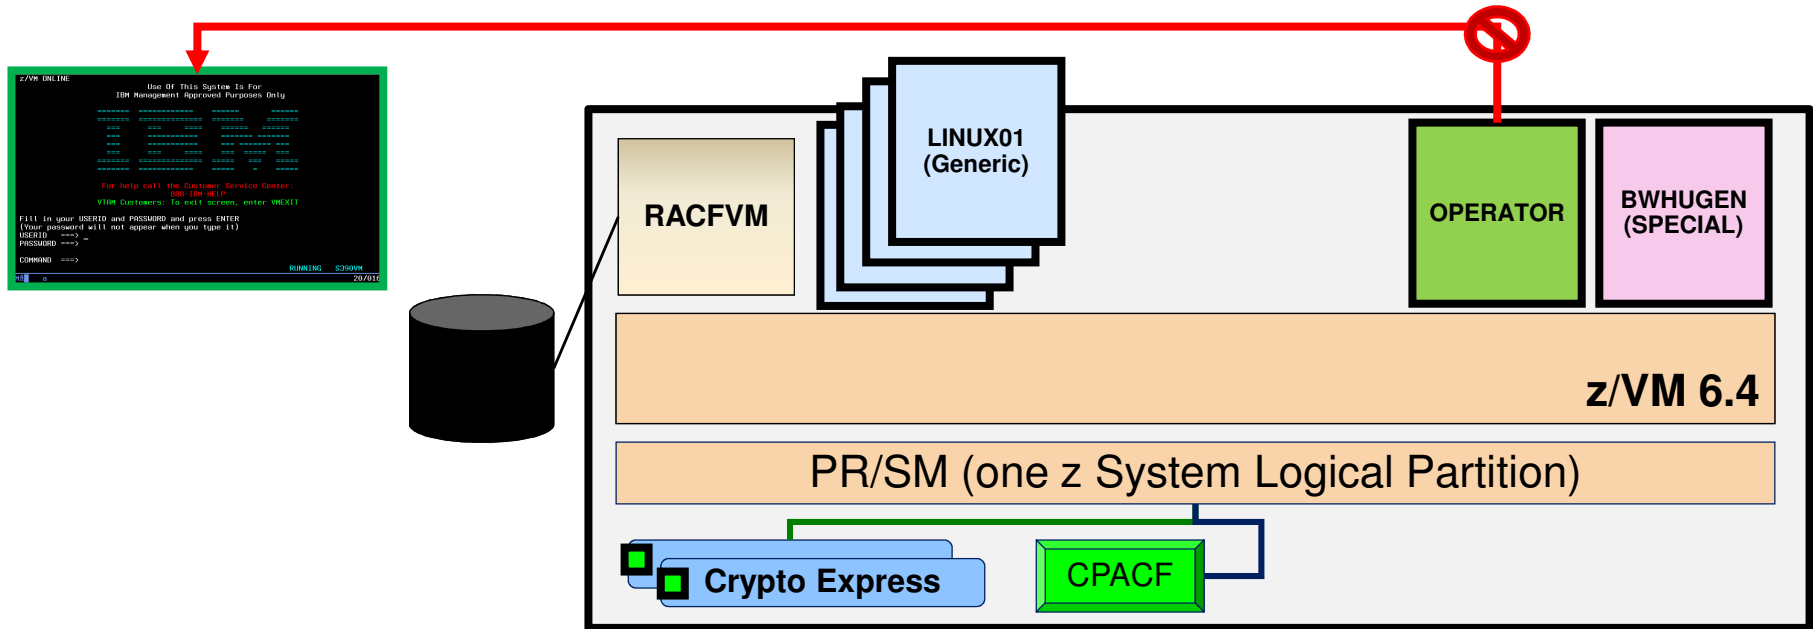 z/VM ONLINE
Use Of This System Is For
IBM Management Approved Purposes Only
For help call the Customer Service Center:
VTAM Customers: To exit screen, enter VMEXIT
Fill in your USERID and PASSWORD and press ENTER
(Your password will not appear when you type it)
USERID ===>
PASSWORD ===>
COMMAND ===>
RUNNING S390VM
RACFVM
LINUX01
(Generic)
OPERATOR
BWHUGEN
(SPECIAL)
z/VM 6.4
PR/SM (one z System Logical Partition)
Crypto Express
CPACF